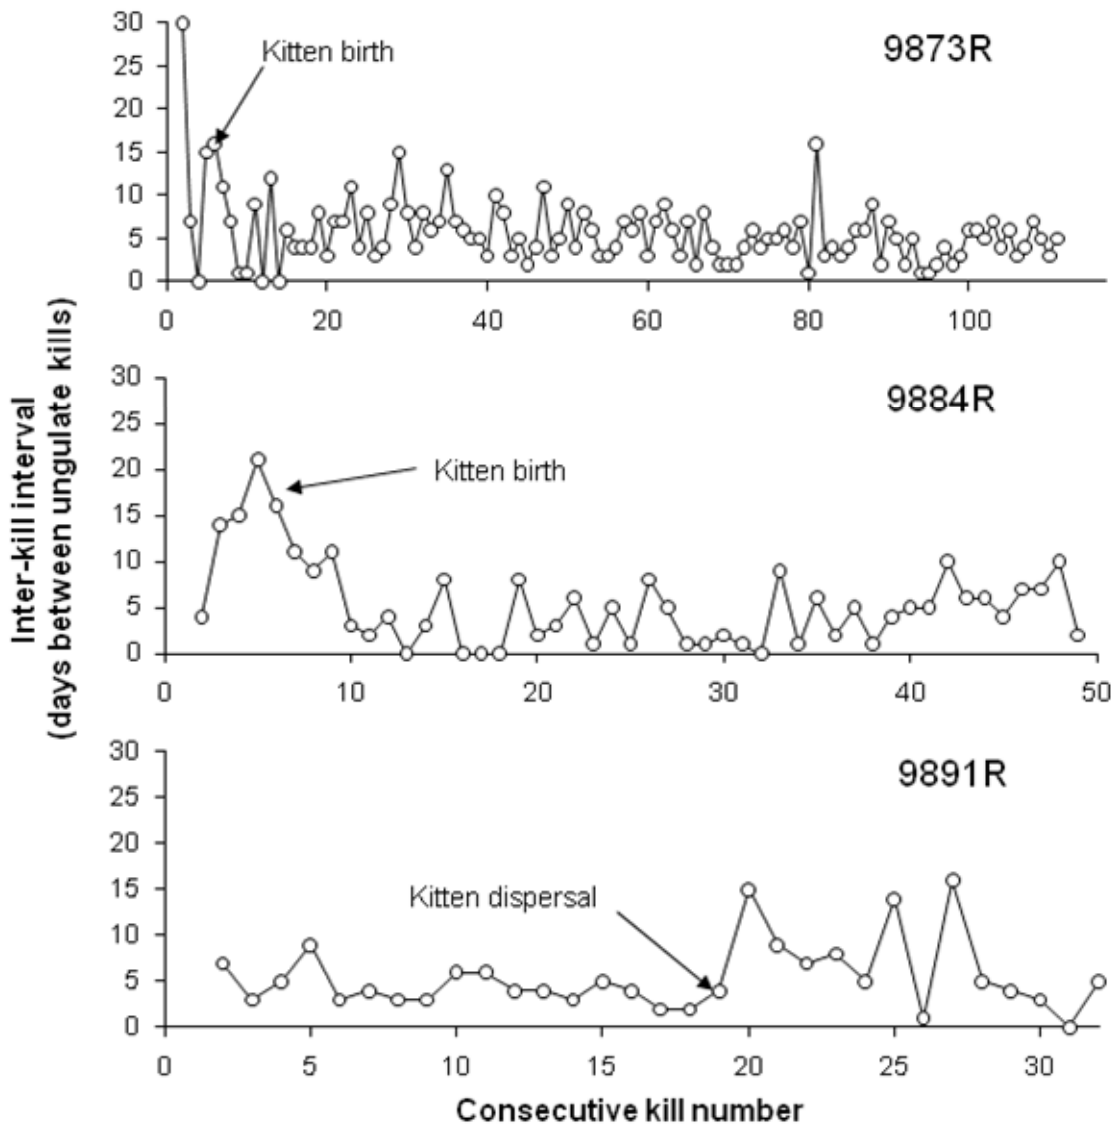 30
25
20
15
10
5
0
Kitten birth
9873R
0 20 40 60 80 100
Inter-kill interval
(days between ungulate kills)
30
25
20
15
10
5
0
Kitten birth
9884R
0 10 20 30 40 50
30
25
20
15
10
5
0
Kitten dispersal
9891R
0 5 10 15 20 25 30
Consecutive kill number